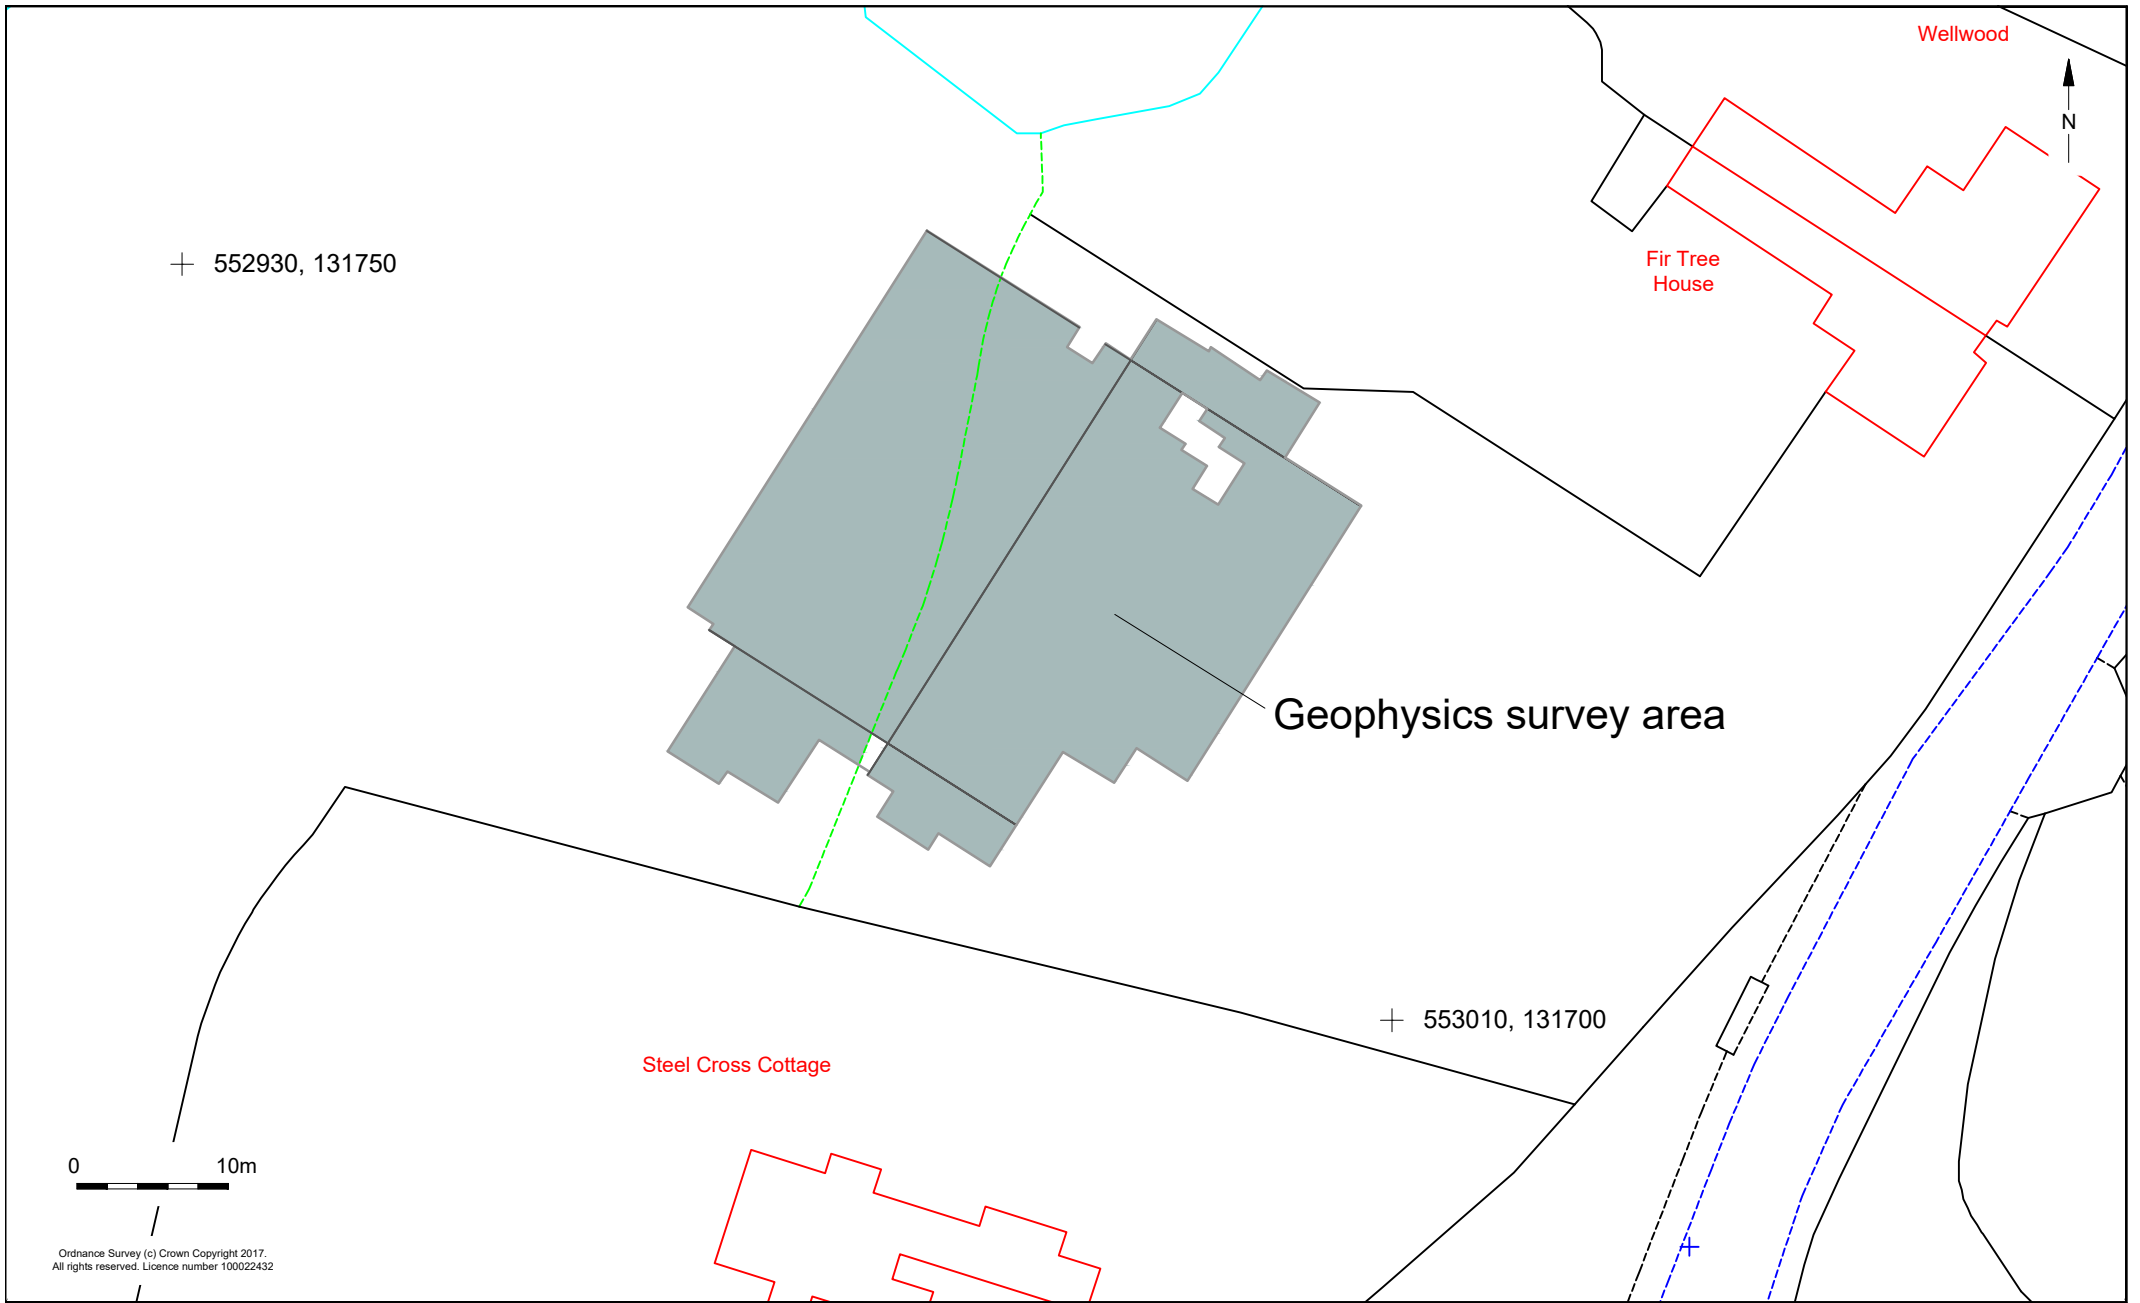 Wellwood
N
552930, 131750
Fir Tree
House
Geophysics survey area
553010, 131700
Steel Cross Cottage
0 10m
Ordnance Survey (c) Crown Copyright 2017.
All rights reserved. Licence number 100022432